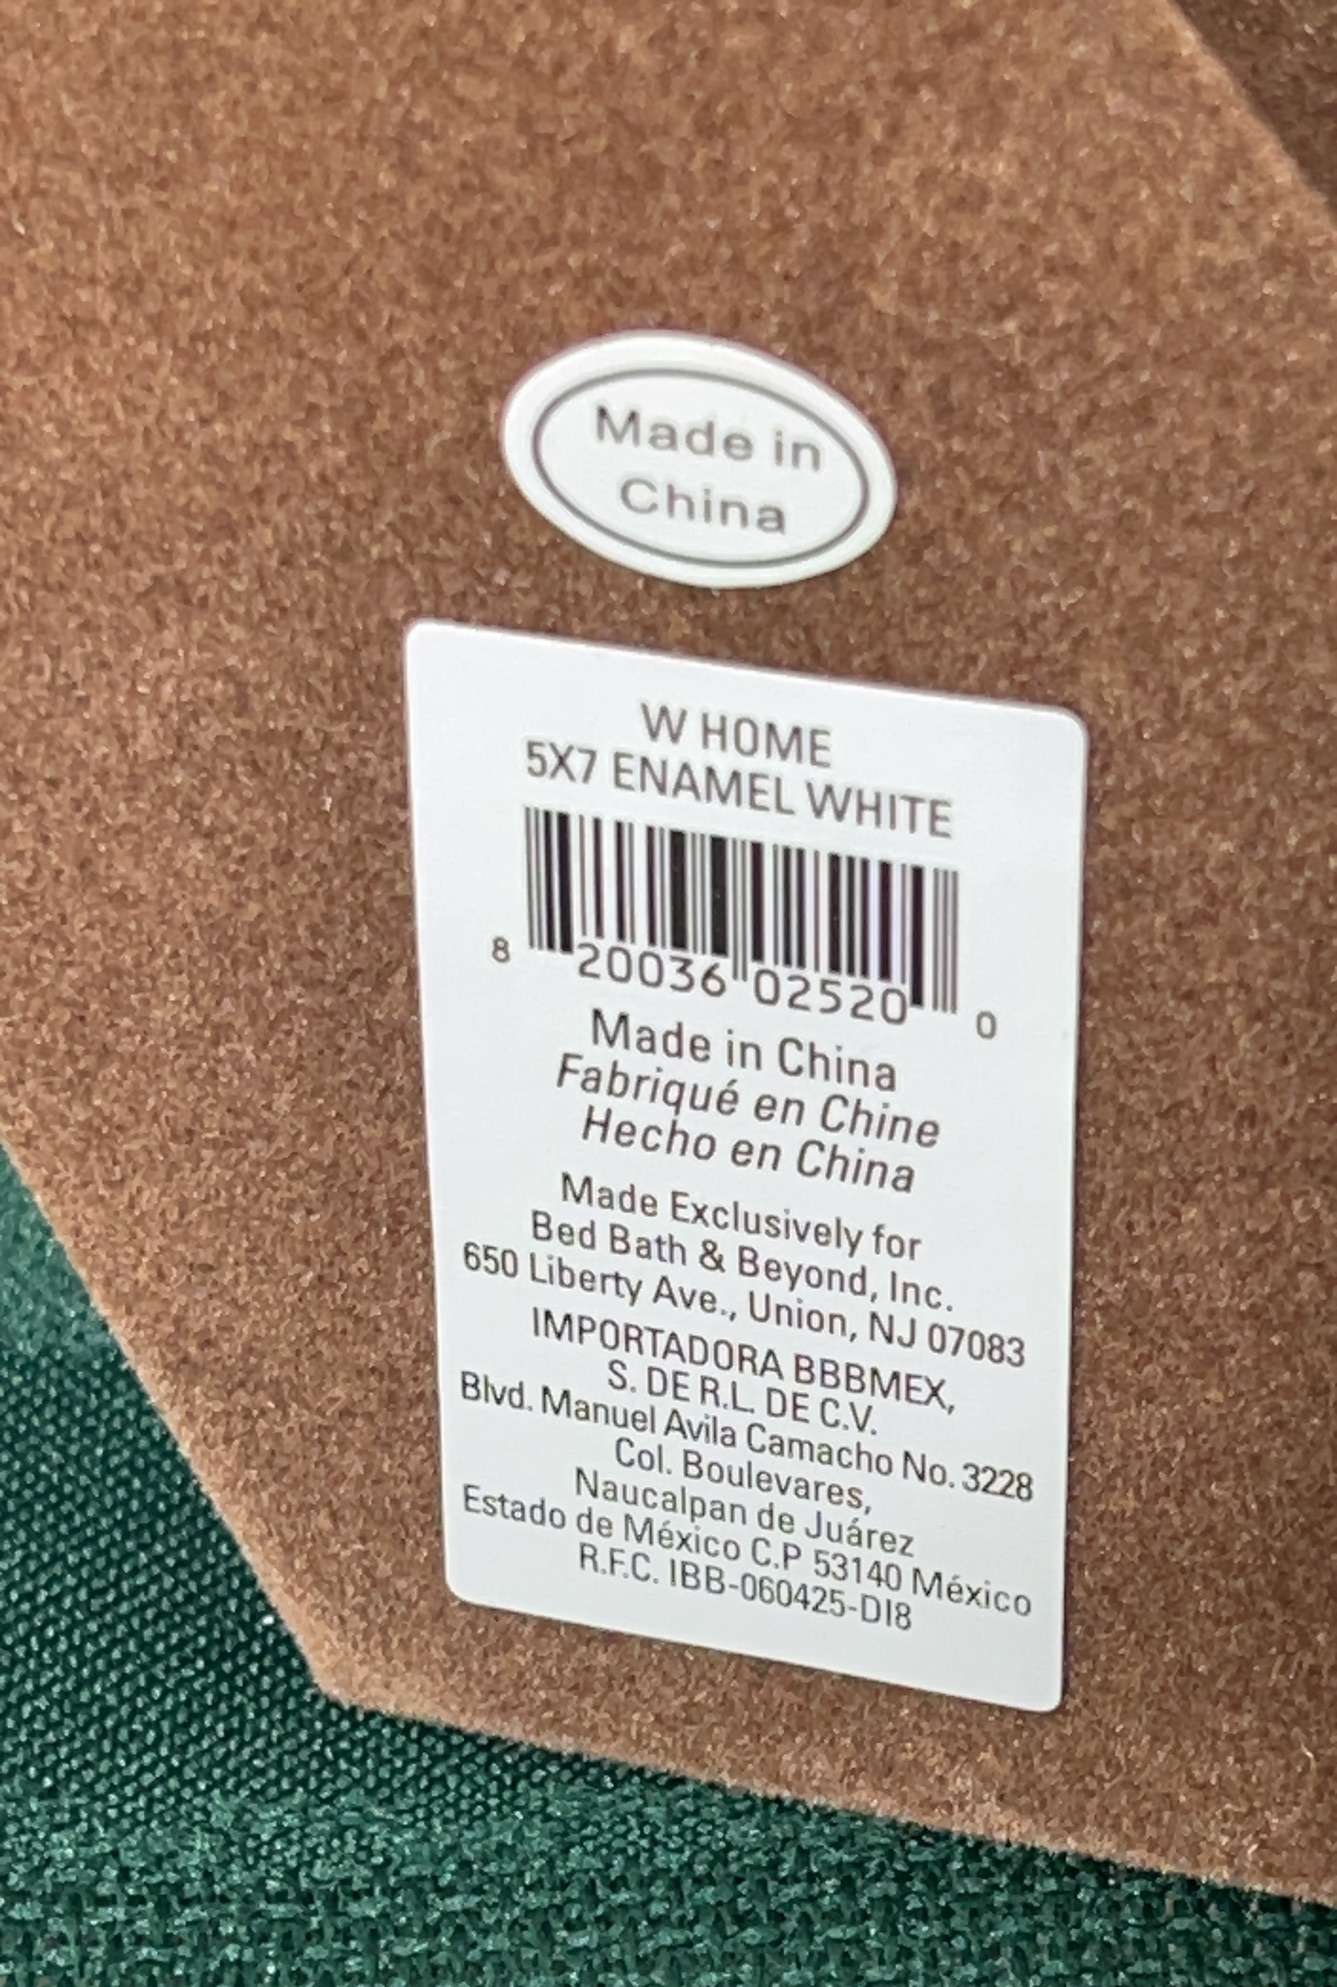 Made in
China
W HOME
5X7 ENAMEL WHITE
8 20036 02520 0
Made in China
Fabriqué en Chine
Hecho en China
Made Exclusively for
Bed Bath & Beyond, Inc.
650 Liberty Ave., Union, NJ 07083
IMPORTADORA BBBMEX,
S. DE R.L. DE C.V.
Blvd. Manuel Avila Camacho No. 3228
Col. Boulevares,
Naucalpan de Juárez
Estado de México C.P 53140 México
R.F.C. IBB-060425-DI8